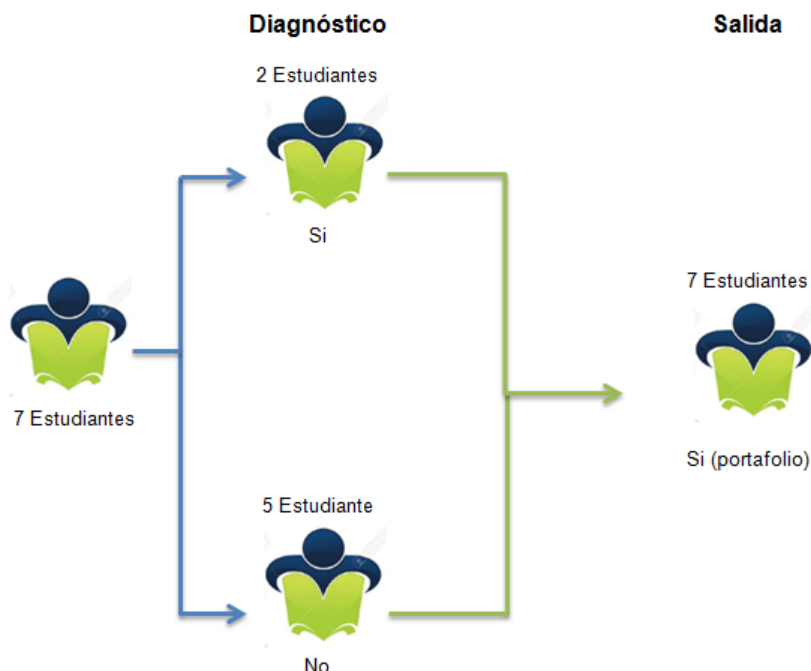 Diagnóstico
Salida
2 Estudiantes
Si
7 Estudiantes
7 Estudiantes
Si (portafolio)
5 Estudiante
No